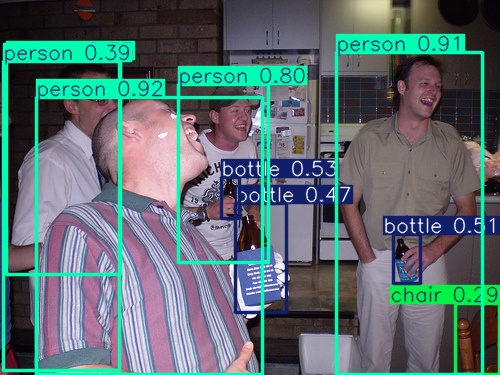 person 0.39
person 0.91
person 0.92
person 0.80
bottle 0.53
bottle 0.47
bottle 0.51
chair 0.29